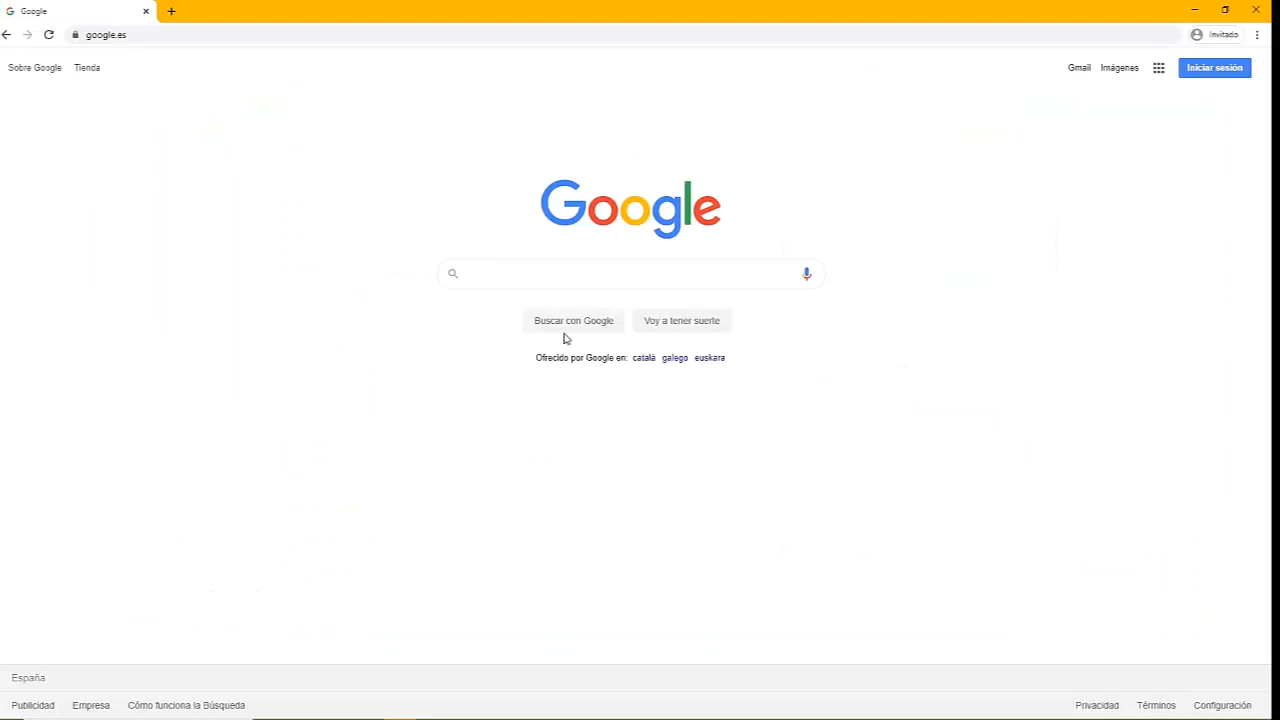 Google
google.es
Invitado
Sobre Google Tienda
Gmail Imágenes
Iniciar sesión
Google
Buscar con Google
Voy a tener suerte
Ofrecido por Google en: català galego euskara
España
Publicidad Empresa Cómo funciona la Búsqueda
Privacidad Términos Configuración